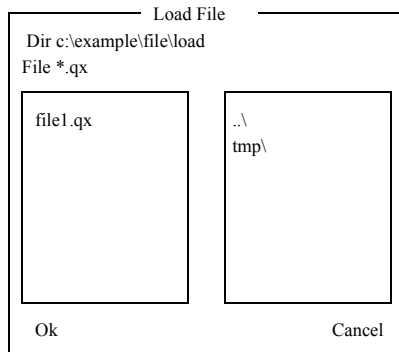 Load File
Dir c:\example\file\load
File *.qx
file1.qx
..\
tmp\
Ok Cancel